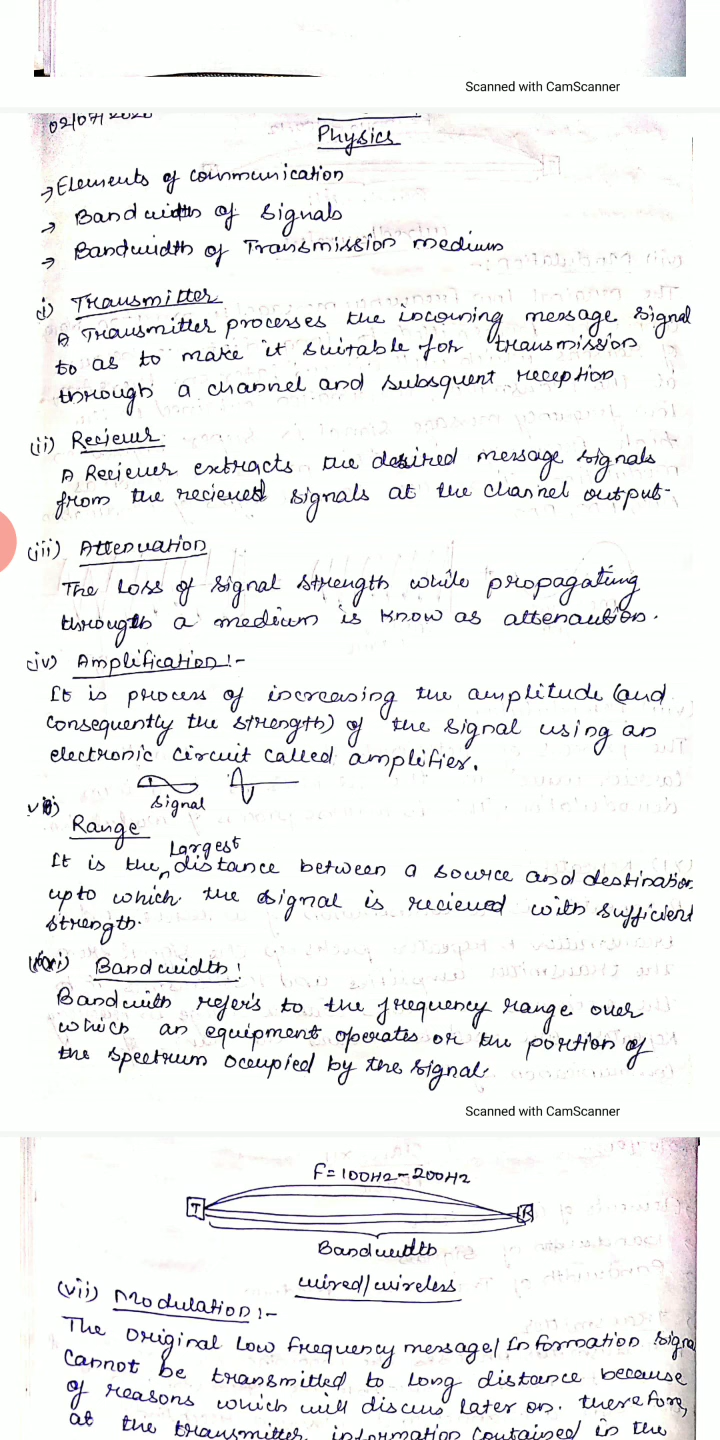 Scanned with CamScanner
02/07/2020
Physics
→ Elements of communication
→ Bandwidth of signals
→ Bandwidth of Transmission medium
i) Transmitter
A Transmitter processes the incoming message signal
to as to make it suitable for transmission
through a channel and subsquent reception
(ii) Reciever
A Reciever extracts the desired message signals
from the recieved signals at the channel output-
(iii) Attenuation
The Loss of signal strength while propagating
through a medium is know as attenaution.
(iv) Amplification:-
It is process of increasing the amplitude (and
consequently the strength) of the signal using an
electronic circuit called amplifier.
signal
v)
Range
Largest
It is the distance between a source and destination
upto which the signal is recieved with sufficient
strength.
(vi) Bandwidth:
Bandwith refer's to the frequency range over
which an equipment operates or the portion of
the spectrum occupied by the signal.
Scanned with CamScanner
F = 100Hz - 200Hz
T
R
Bandwidth
wired/wireless
(vii) Modulation:-
The original Low frequency message/Information signa
cannot be transmitted to Long distance because
of reasons which will discuss later on. therefore,
at the transmitter, information contained in the